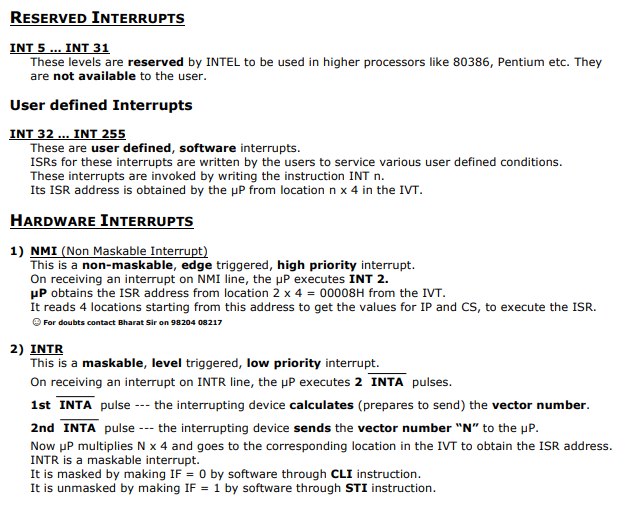 RESERVED INTERRUPTS
INT 5 … INT 31
These levels are reserved by INTEL to be used in higher processors like 80386, Pentium etc. They
are not available to the user.
User defined Interrupts
INT 32 … INT 255
These are user defined, software interrupts.
ISRs for these interrupts are written by the users to service various user defined conditions.
These interrupts are invoked by writing the instruction INT n.
Its ISR address is obtained by the µP from location n x 4 in the IVT.
HARDWARE INTERRUPTS
1) NMI (Non Maskable Interrupt)
This is a non-maskable, edge triggered, high priority interrupt.
On receiving an interrupt on NMI line, the µP executes INT 2.
µP obtains the ISR address from location 2 x 4 = 00008H from the IVT.
It reads 4 locations starting from this address to get the values for IP and CS, to execute the ISR.
☺ For doubts contact Bharat Sir on 98204 08217
2) INTR
This is a maskable, level triggered, low priority interrupt.
On receiving an interrupt on INTR line, the µP executes 2 INTA pulses.
1st INTA pulse --- the interrupting device calculates (prepares to send) the vector number.
2nd INTA pulse --- the interrupting device sends the vector number “N” to the µP.
Now µP multiplies N x 4 and goes to the corresponding location in the IVT to obtain the ISR address.
INTR is a maskable interrupt.
It is masked by making IF = 0 by software through CLI instruction.
It is unmasked by making IF = 1 by software through STI instruction.